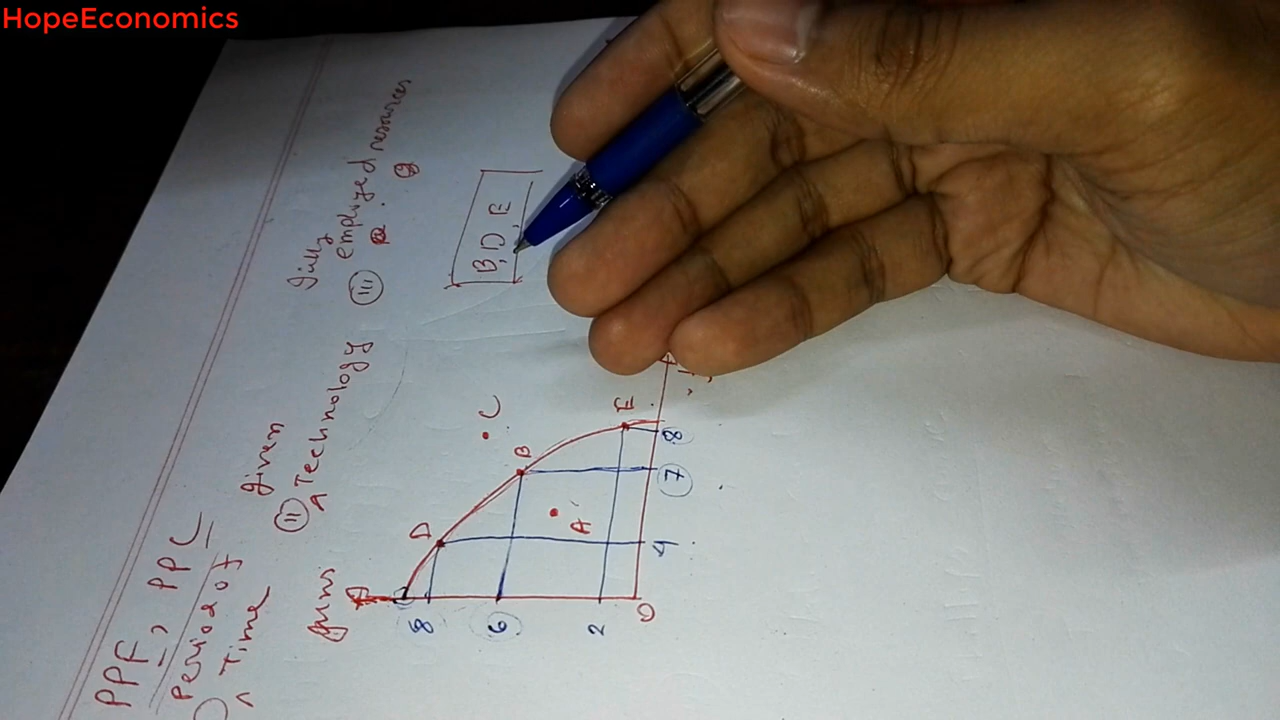 HopeEconomics
PPF, PPC
Period of
Time
given
(ii) Technology
fully
(iii) employed resources
B, D, E
guns
D
B
E
C
A
8
6
2
O
4
7
8